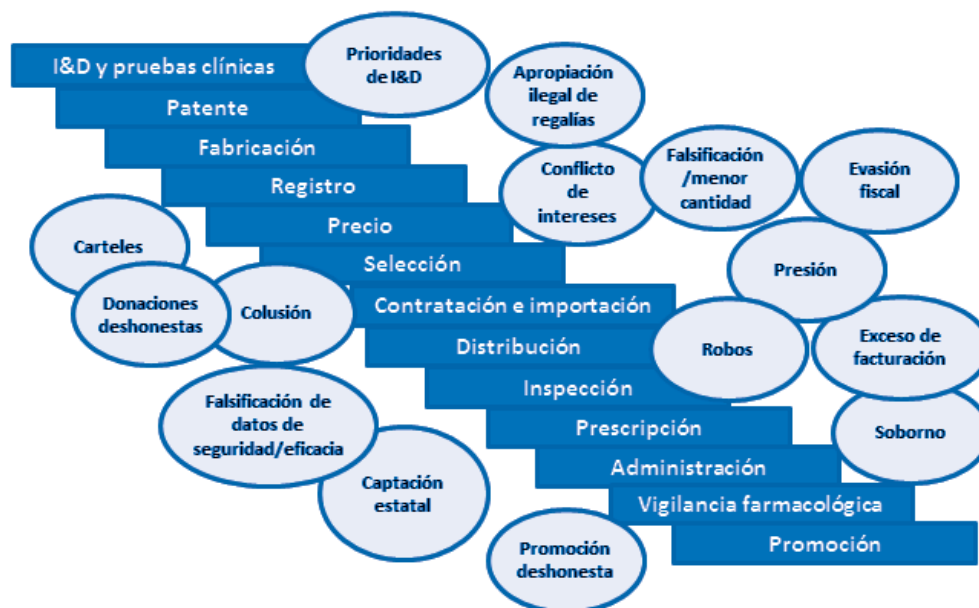 I&D y pruebas clínicas
Prioridades
de I&D
Patente
Apropiación
ilegal de
regalías
Fabricación
Registro
Conflicto
de
intereses
Falsificación
/menor
cantidad
Evasión
fiscal
Precio
Carteles
Selección
Presión
Donaciones
deshonestas
Colusión
Contratación e importación
Distribución
Robos
Exceso de
facturación
Inspección
Falsificación de
datos de
seguridad/eficacia
Prescripción
Soborno
Administración
Captación
estatal
Vigilancia farmacológica
Promoción
Promoción
deshonesta